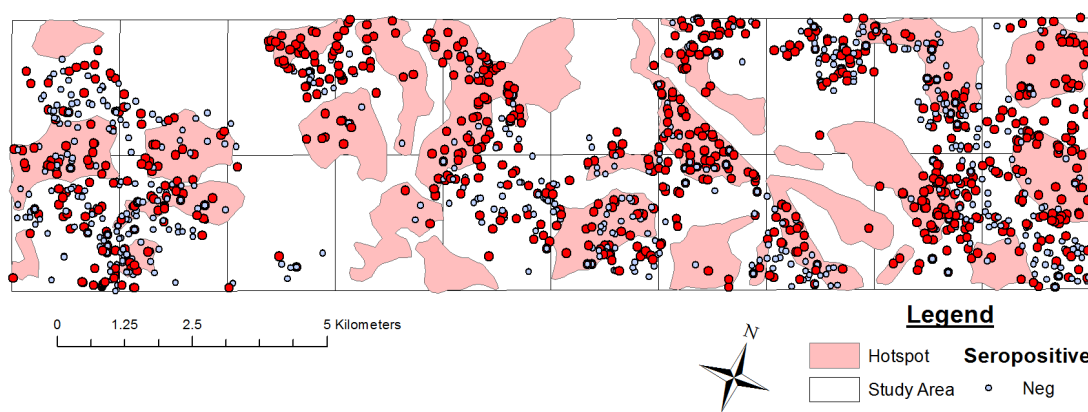 0 1.25 2.5 5 Kilometers
N
Legend
Hotspot Seropositive
Study Area Neg